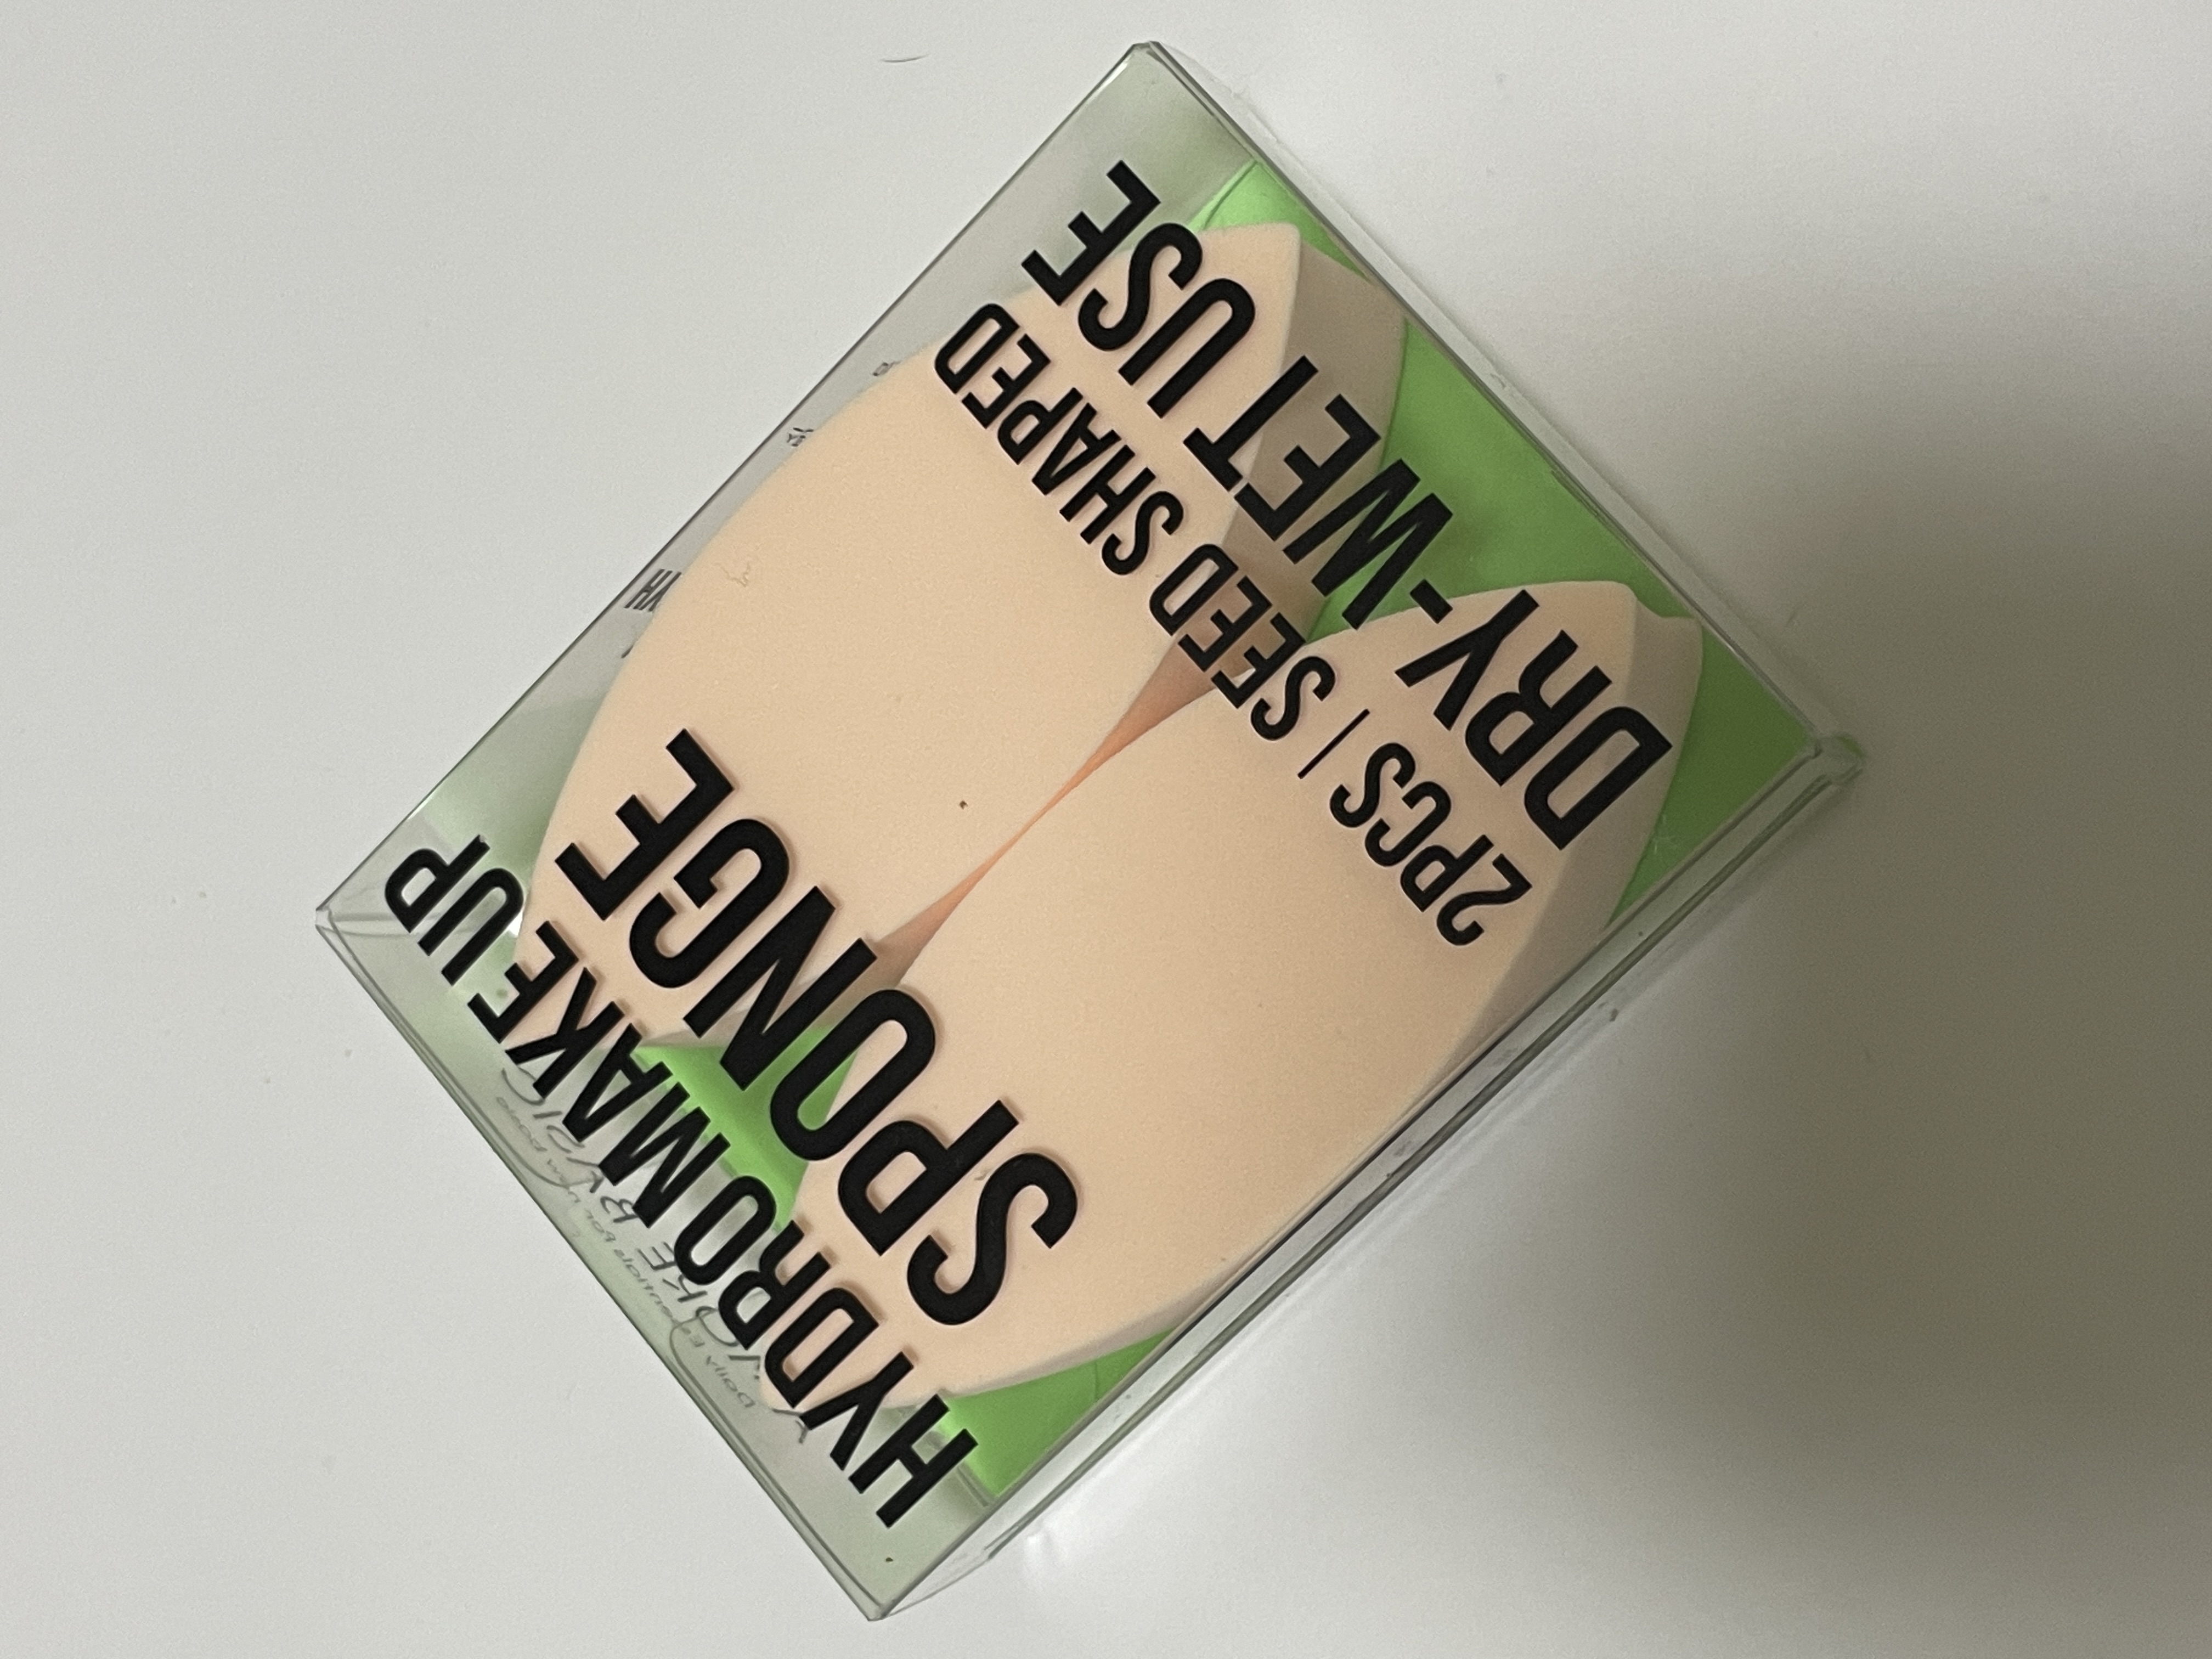 HYDRO MAKE UP
SPONGE
2PCS | SEED SHAPED
DRY-WET USE